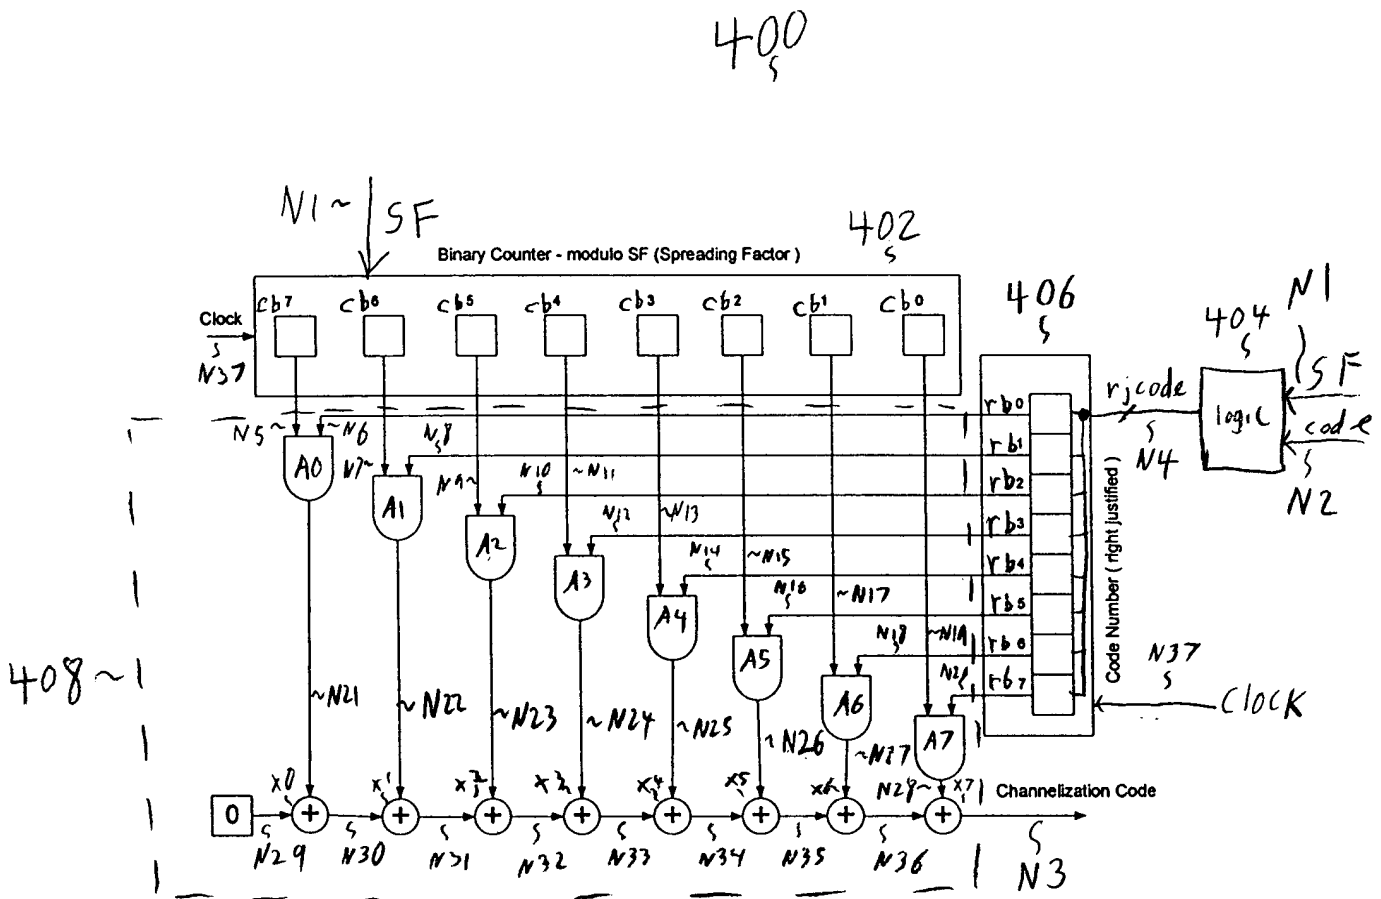 400
N1 ~ SF
402
Binary Counter - modulo SF (Spreading Factor )
cb7 cb6 cb5 cb4 cb3 cb2 cb1 cb0
Clock
N37
406
404
N1
SF
rjcode
logic
code
N4
N2
rb0
rb1
rb2
rb3
rb4
rb5
rb6
rb7
Code Number ( right justified )
N37
CLOCK
N5 ~ ~N6 N8
A0 N7~
A1 N9~ N10 ~N11
A2 N12 ~N13
A3 N14 ~N15
A4 N16 ~N17
A5 N18 ~N19
A6
A7
408 ~
~N21 ~N22 ~N23 ~N24 ~N25 ~N26 ~N27
N28~
x0 x1 x2 x3 x4 x5 x6 x7
Channelization Code
0 + + + + + + + +
N29 N30 N31 N32 N33 N34 N35 N36 N3